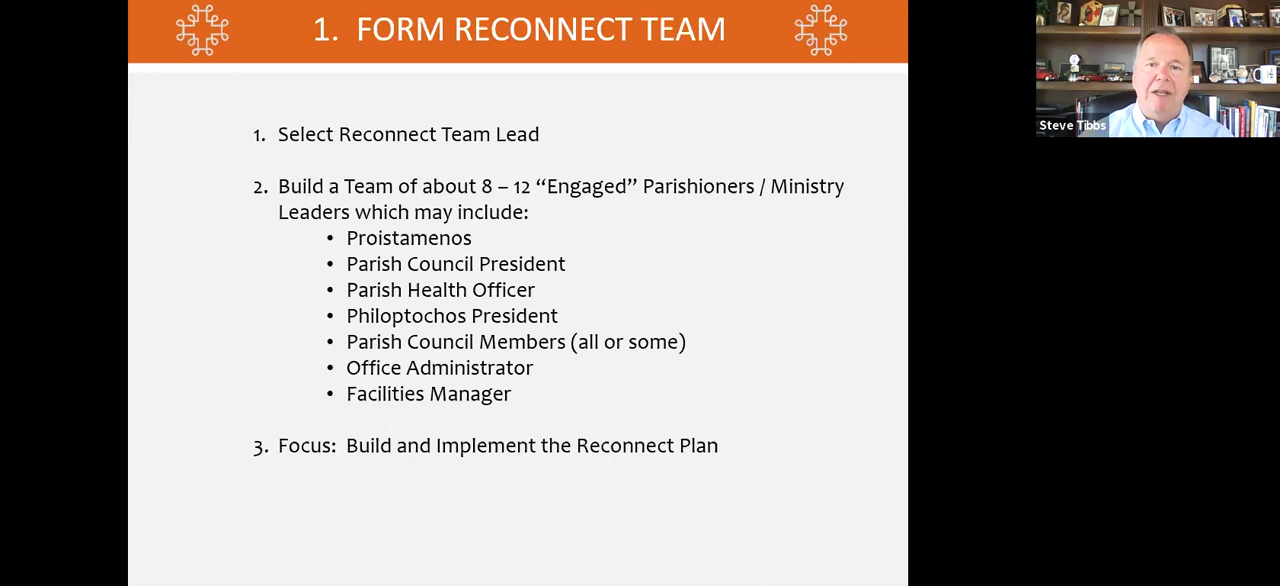 1. FORM RECONNECT TEAM
1. Select Reconnect Team Lead
2. Build a Team of about 8 – 12 “Engaged” Parishioners / Ministry
Leaders which may include:
• Proistamenos
• Parish Council President
• Parish Health Officer
• Philoptochos President
• Parish Council Members (all or some)
• Office Administrator
• Facilities Manager
3. Focus: Build and Implement the Reconnect Plan
Steve Tibbs